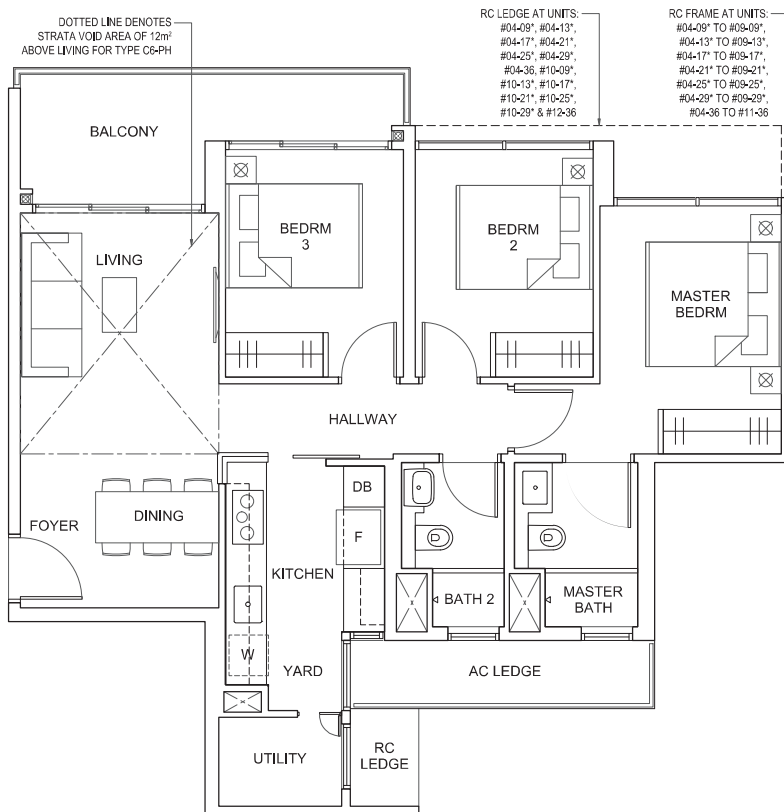 DOTTED LINE DENOTES
STRATA VOID AREA OF 12m²
ABOVE LIVING FOR TYPE C6-PH
RC LEDGE AT UNITS:
#04-09*, #04-13*,
#04-17*, #04-21*,
#04-25*, #04-29*,
#04-36, #10-09*,
#10-13*, #10-17*,
#10-21*, #10-25*,
#10-29* & #12-36
RC FRAME AT UNITS:
#04-09* TO #09-09*,
#04-13* TO #09-13*,
#04-17* TO #09-17*,
#04-21* TO #09-21*,
#04-25* TO #09-25*,
#04-29* TO #09-29*,
#04-36 TO #11-36
BALCONY
LIVING
BEDRM
3
BEDRM
2
MASTER
BEDRM
HALLWAY
FOYER
DINING
DB
F
KITCHEN
W
YARD
BATH 2
MASTER
BATH
AC LEDGE
UTILITY
RC
LEDGE